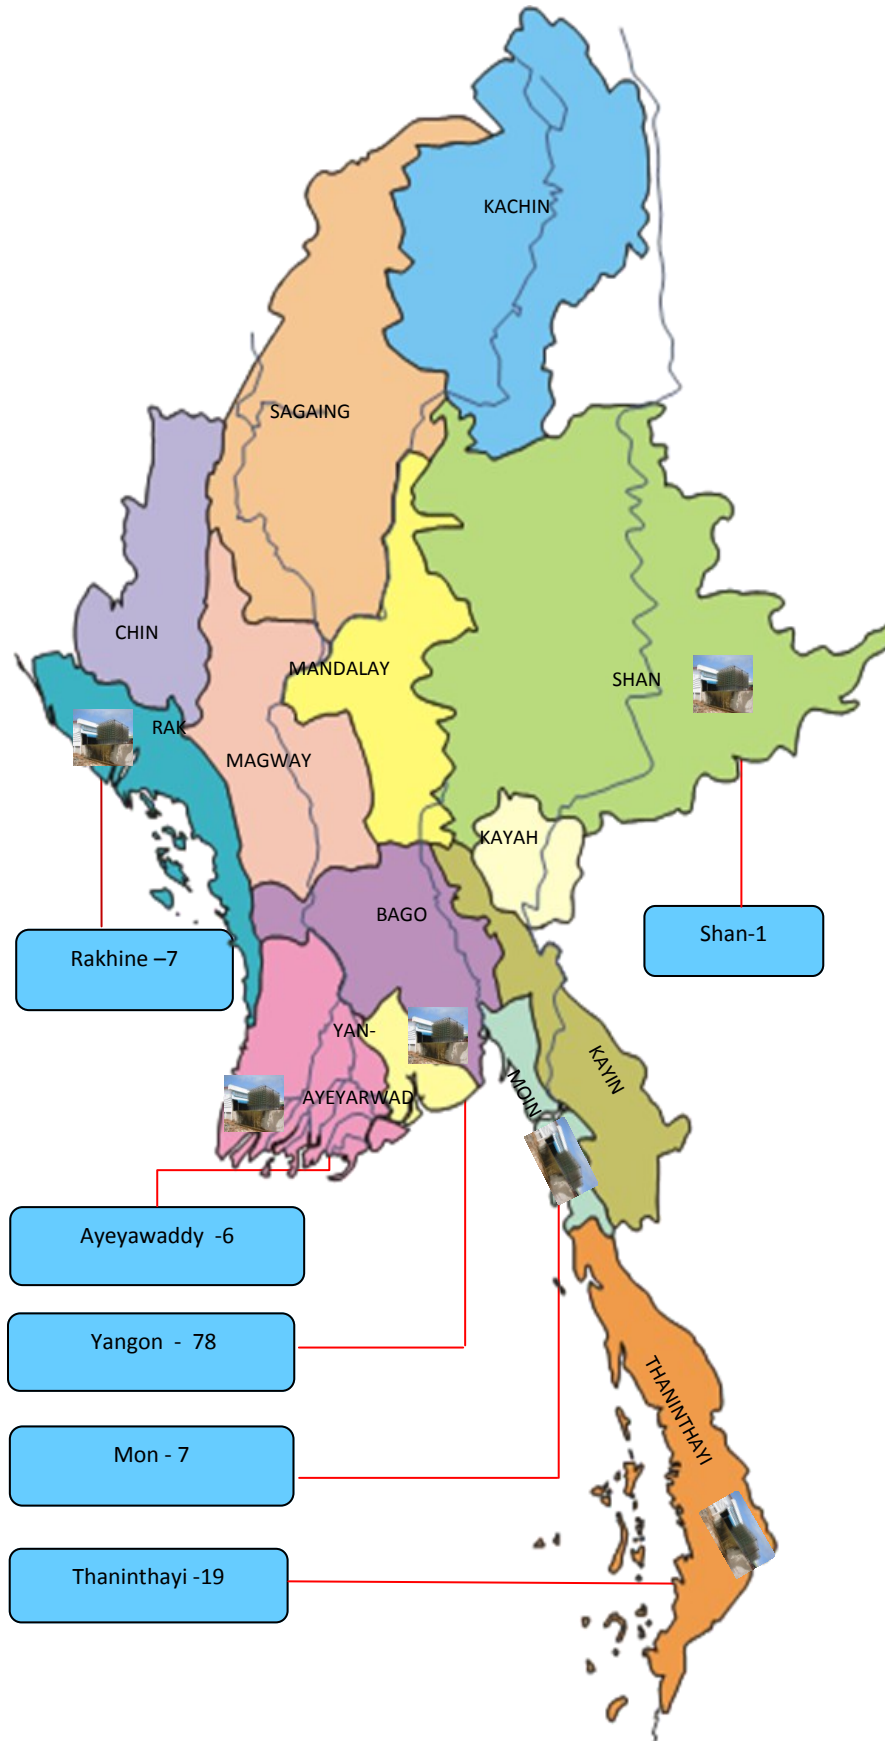 KACHIN
SAGAING
CHIN
MANDALAY
SHAN
RAK
MAGWAY
KAYAH
BAGO
Rakhine –7
Shan-1
YAN-
KAYIN
MOIN
AYEYARWAD
Ayeyawaddy -6
Yangon - 78
THANINTHAYI
Mon - 7
Thaninthayi -19